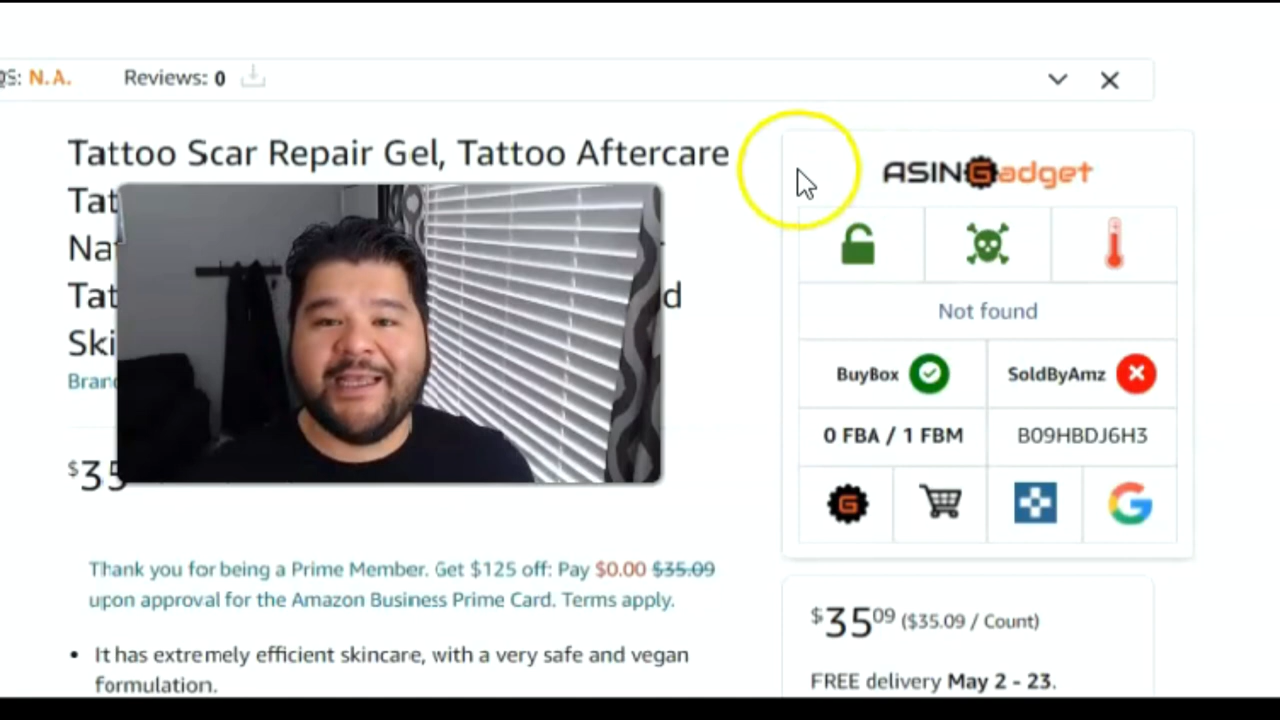 N.A. Reviews: 0
Tattoo Scar Repair Gel, Tattoo Aftercare
Tat
Nat
Tat d
Ski
Bran
$35
Thank you for being a Prime Member. Get $125 off: Pay $0.00 $35.09
upon approval for the Amazon Business Prime Card. Terms apply.
• It has extremely efficient skincare, with a very safe and vegan
formulation.
ASINGadget
Not found
BuyBox SoldByAmz
0 FBA / 1 FBM B09HBDJ6H3
G G
$35.09 ($35.09 / Count)
FREE delivery May 2 - 23.